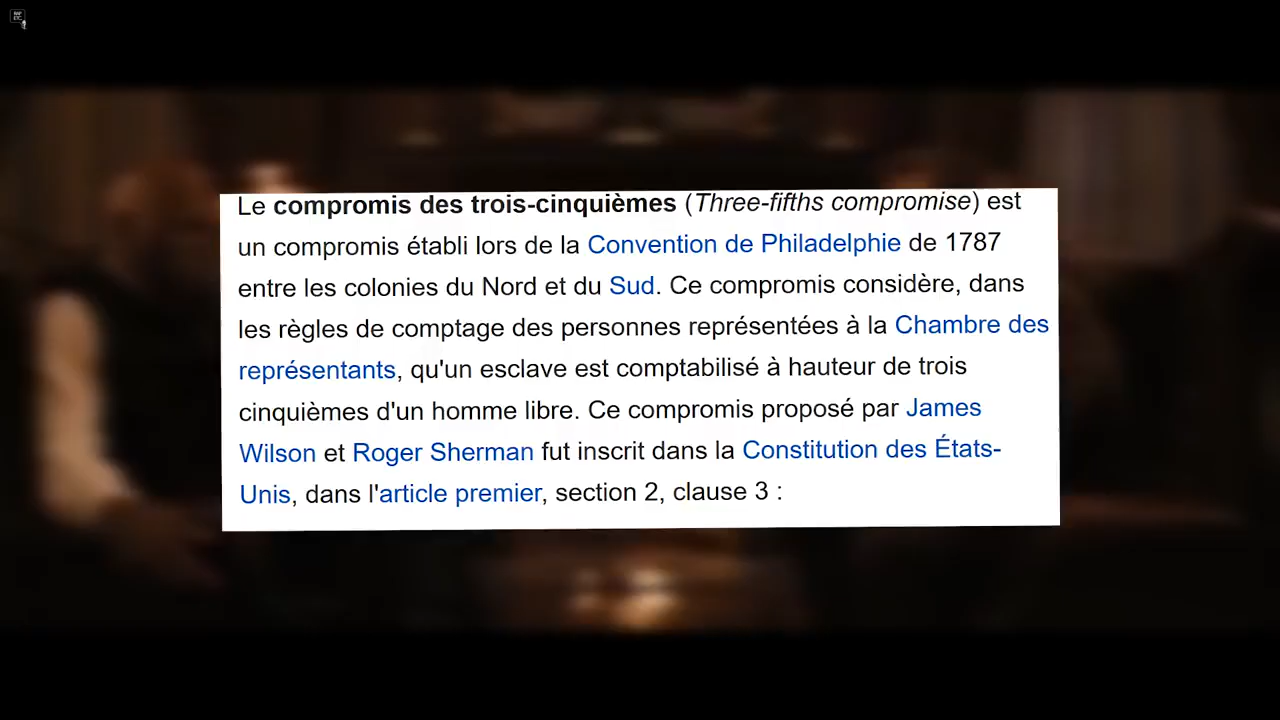 Le compromis des trois-cinquièmes (Three-fifths compromise) est
un compromis établi lors de la Convention de Philadelphie de 1787
entre les colonies du Nord et du Sud. Ce compromis considère, dans
les règles de comptage des personnes représentées à la Chambre des
représentants, qu'un esclave est comptabilisé à hauteur de trois
cinquièmes d'un homme libre. Ce compromis proposé par James
Wilson et Roger Sherman fut inscrit dans la Constitution des États-
Unis, dans l'article premier, section 2, clause 3 :